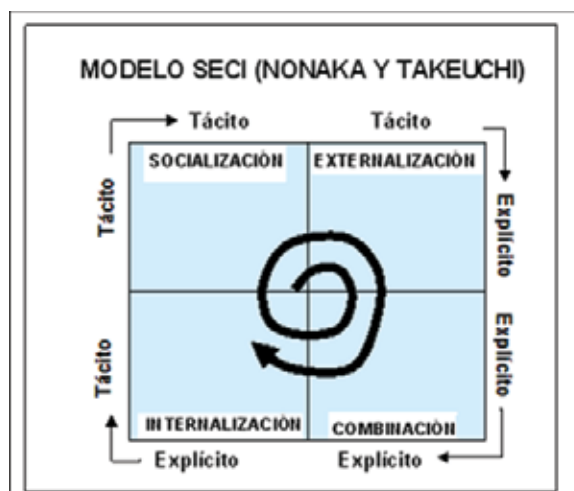 MODELO SECI (NONAKA Y TAKEUCHI)
Tácito
Tácito
SOCIALIZACIÒN
EXTERNALIZACIÒN
Tácito
Explícito
Tácito
Explícito
INTERNALIZACIÒN
COMBINACIÒN
Explícito
Explícito